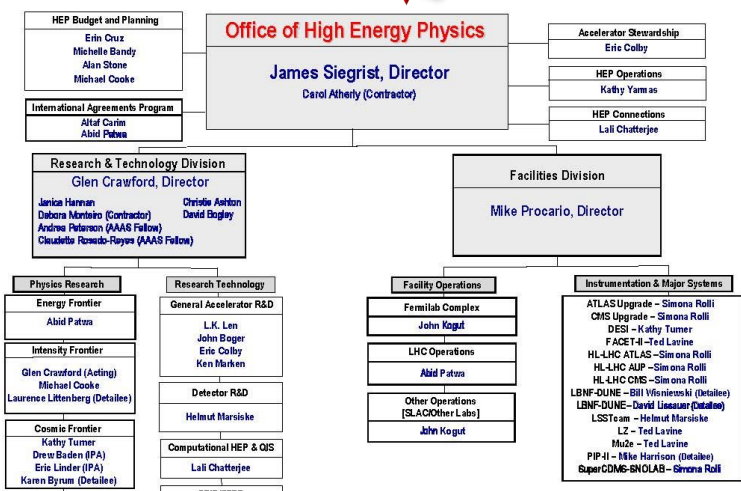 HEP Budget and Planning
Erin Cruz
Michelle Bandy
Alan Stone
Michael Cooke
International Agreements Program
Altaf Carim
Abid Patwa
Office of High Energy Physics
James Siegrist, Director
Carol Atherly (Contractor)
Accelerator Stewardship
Eric Colby
HEP Operations
Kathy Yarmas
HEP Connections
Lali Chatterjee
Research & Technology Division
Glen Crawford, Director
Janice Hannan
Christie Ashton
Debora Monteiro (Contractor)
David Bogley
Andrea Peterson (AAAS Fellow)
Claudette Rosado-Reyes (AAAS Fellow)
Facilities Division
Mike Procario, Director
Physics Research
Energy Frontier
Abid Patwa
Intensity Frontier
Glen Crawford (Acting)
Michael Cooke
Laurence Littenberg (Detailee)
Cosmic Frontier
Kathy Turner
Drew Baden (IPA)
Eric Linder (IPA)
Karen Byrum (Detailee)
Research Technology
General Accelerator R&D
L.K. Len
John Boger
Eric Colby
Ken Marken
Detector R&D
Helmut Marsiske
Computational HEP & QIS
Lali Chatterjee
Facility Operations
Fermilab Complex
John Kogut
LHC Operations
Abid Patwa
Other Operations
[SLAC/Other Labs]
John Kogut
Instrumentation & Major Systems
ATLAS Upgrade – Simona Rolli
CMS Upgrade – Simona Rolli
DESI – Kathy Turner
FACET-II –Ted Lavine
HL-LHC ATLAS –Simona Rolli
HL-LHC AUP – Simona Rolli
HL-LHC CMS – Simona Rolli
LBNF-DUNE – Bill Wisniewski (Detailee)
LBNF-DUNE – David Lissauer (Detailee)
LSSTeam – Helmut Marsiske
LZ – Ted Lavine
Mu2e – Ted Lavine
PIP-II – Mike Harrison (Detailee)
SuperCDMS-SNOLAB – Simona Rolli